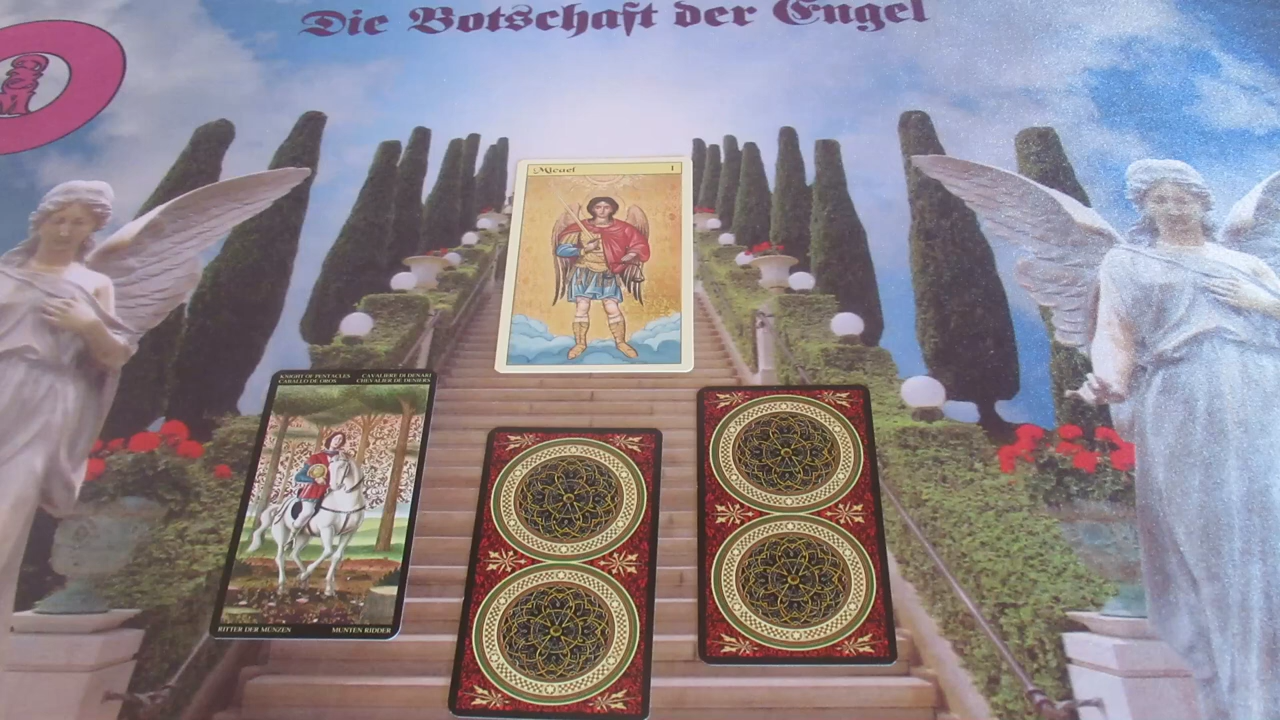 Die Botschaft der Engel
Micael 1
KNIGHT OF PENTACLES CAVALIERE DI DENARI
CABALLO DE OROS CHEVALIER DE DENIERS
RITTER DER MÜNZEN MUNTEN RIDDER